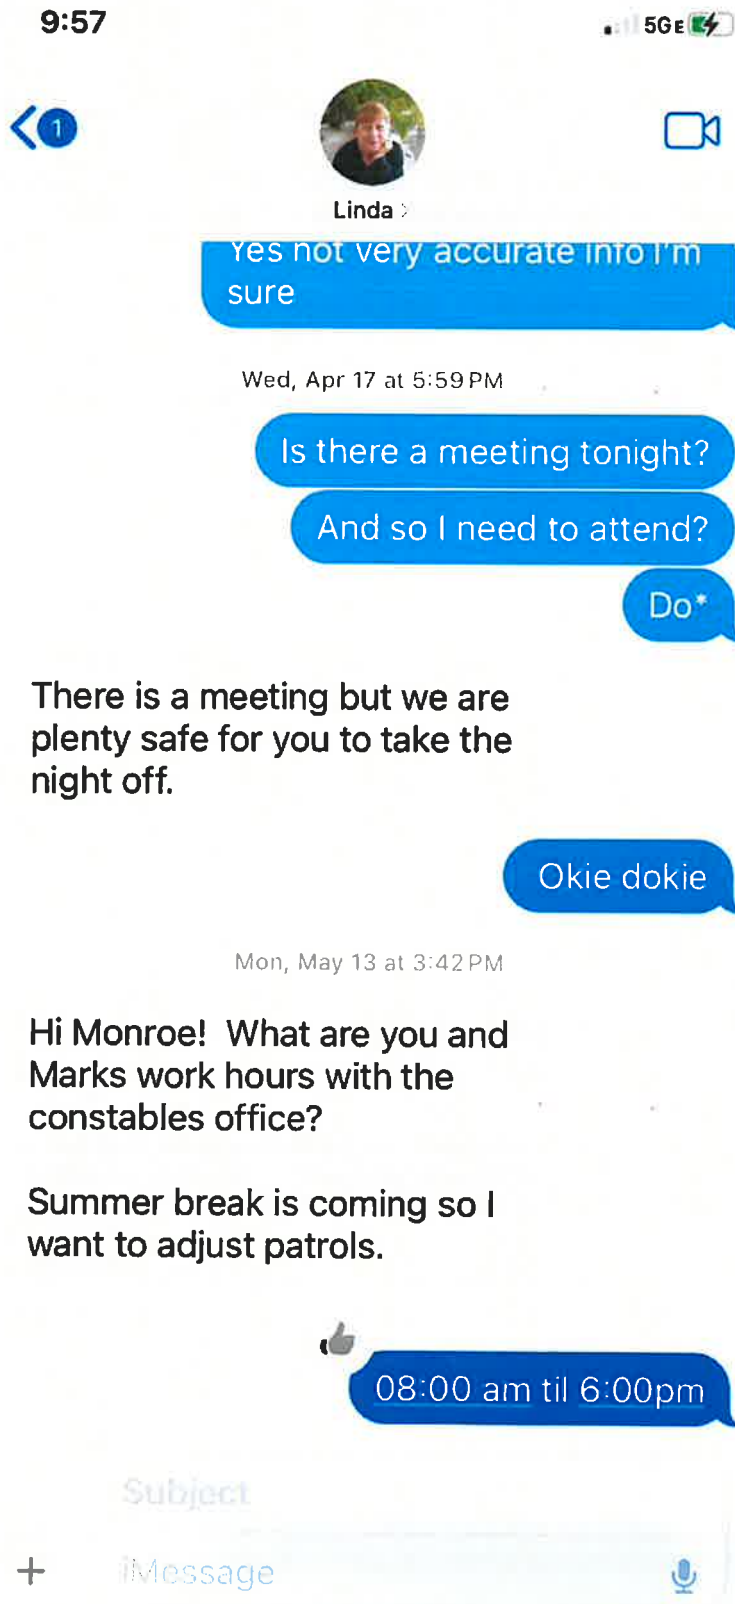 9:57
5GE
1
Linda
Yes not very accurate info I'm
sure
Wed, Apr 17 at 5:59 PM
Is there a meeting tonight?
And so I need to attend?
Do*
There is a meeting but we are
plenty safe for you to take the
night off.
Okie dokie
Mon, May 13 at 3:42 PM
Hi Monroe!  What are you and
Marks work hours with the
constables office?
Summer break is coming so I
want to adjust patrols.
08:00 am til 6:00pm
Subject
iMessage